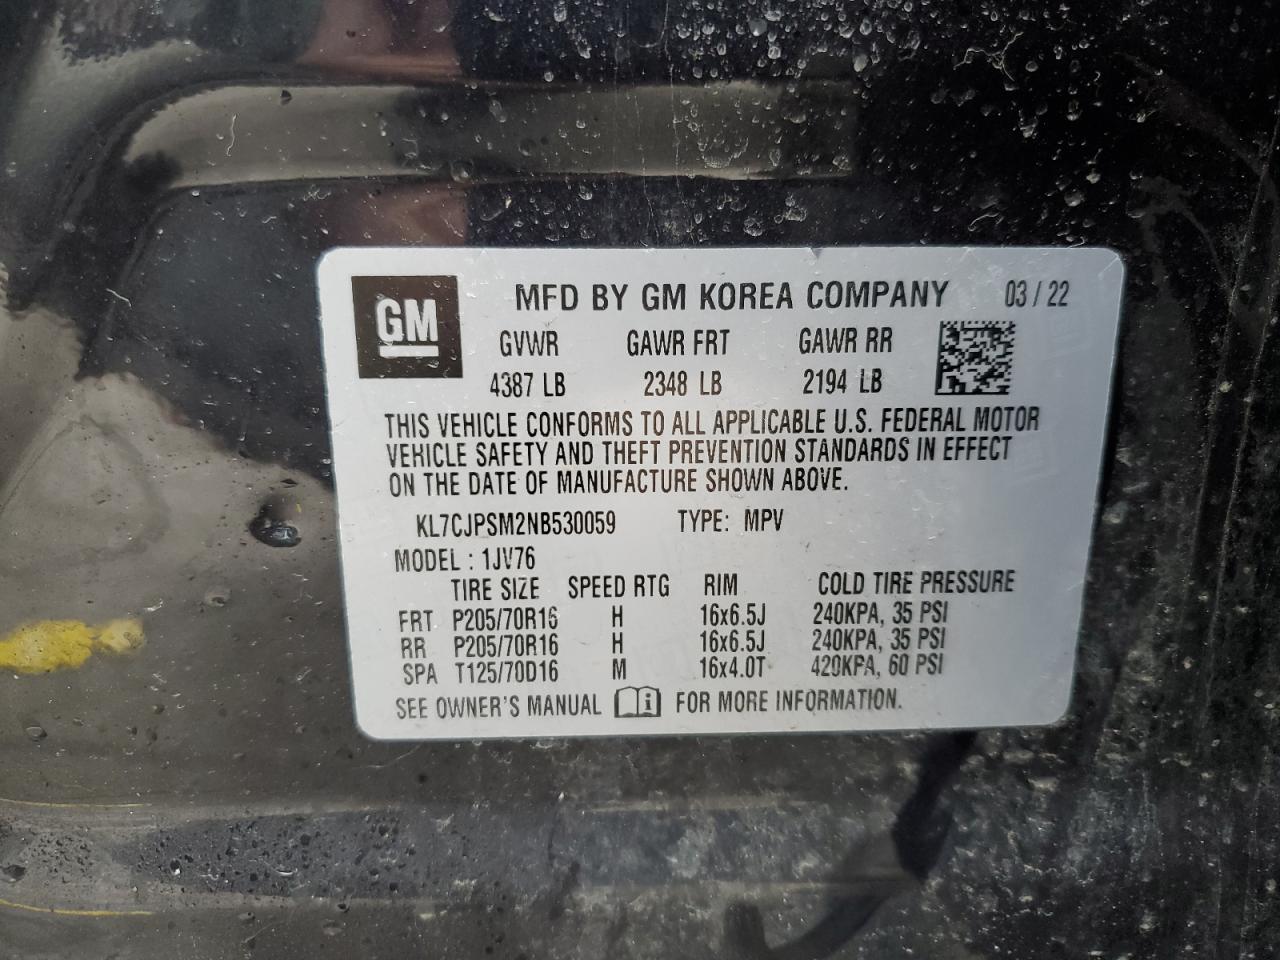 GM
MFD BY GM KOREA COMPANY 03 / 22
GVWR GAWR FRT GAWR RR
4387 LB 2348 LB 2194 LB
THIS VEHICLE CONFORMS TO ALL APPLICABLE U.S. FEDERAL MOTOR
VEHICLE SAFETY AND THEFT PREVENTION STANDARDS IN EFFECT
ON THE DATE OF MANUFACTURE SHOWN ABOVE.
KL7CJPSM2NB530059 TYPE: MPV
MODEL : 1JV76
TIRE SIZE SPEED RTG RIM COLD TIRE PRESSURE
FRT P205/70R16 H 16x6.5J 240KPA, 35 PSI
RR P205/70R16 H 16x6.5J 240KPA, 35 PSI
SPA T125/70D16 M 16x4.0T 420KPA, 60 PSI
SEE OWNER'S MANUAL i FOR MORE INFORMATION.